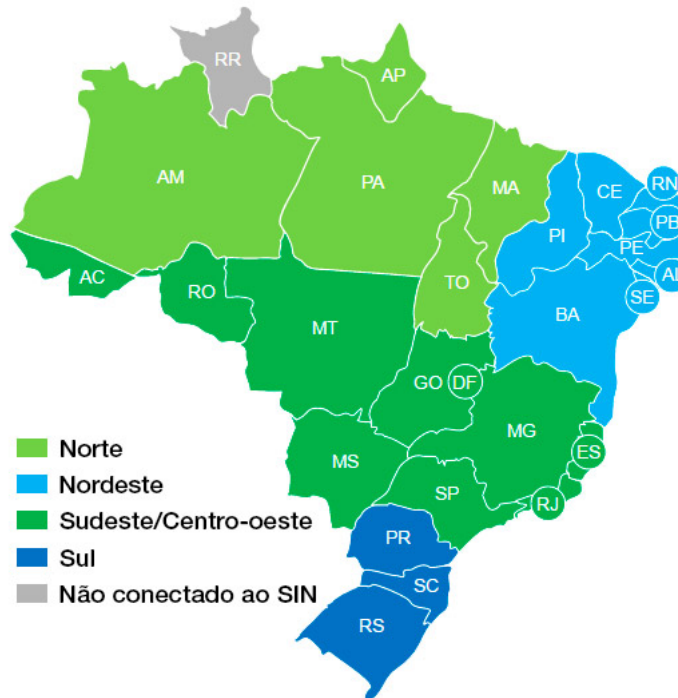 RR
AP
AM
PA
MA
CE
RN
PI
PB
PE
AC
RO
TO
SE
MT
BA
GO
DF
MG
MS
ES
SP
RJ
PR
SC
RS
Norte
Nordeste
Sudeste/Centro-oeste
Sul
Não conectado ao SIN